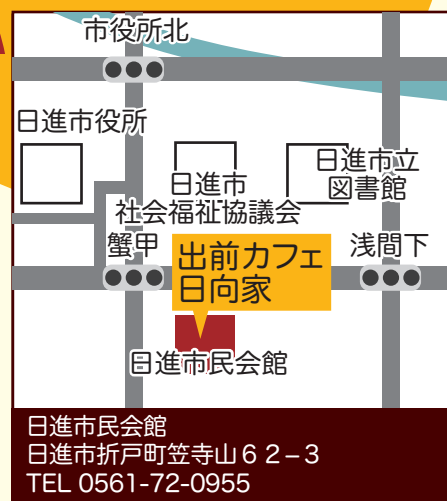 市役所北
日進市役所
日進市
社会福祉協議会
日進市立
図書館
蟹甲
出前カフェ
日向家
浅間下
日進市民会館
日進市民会館
日進市折戸町笠寺山６２−３
TEL 0561-72-0955